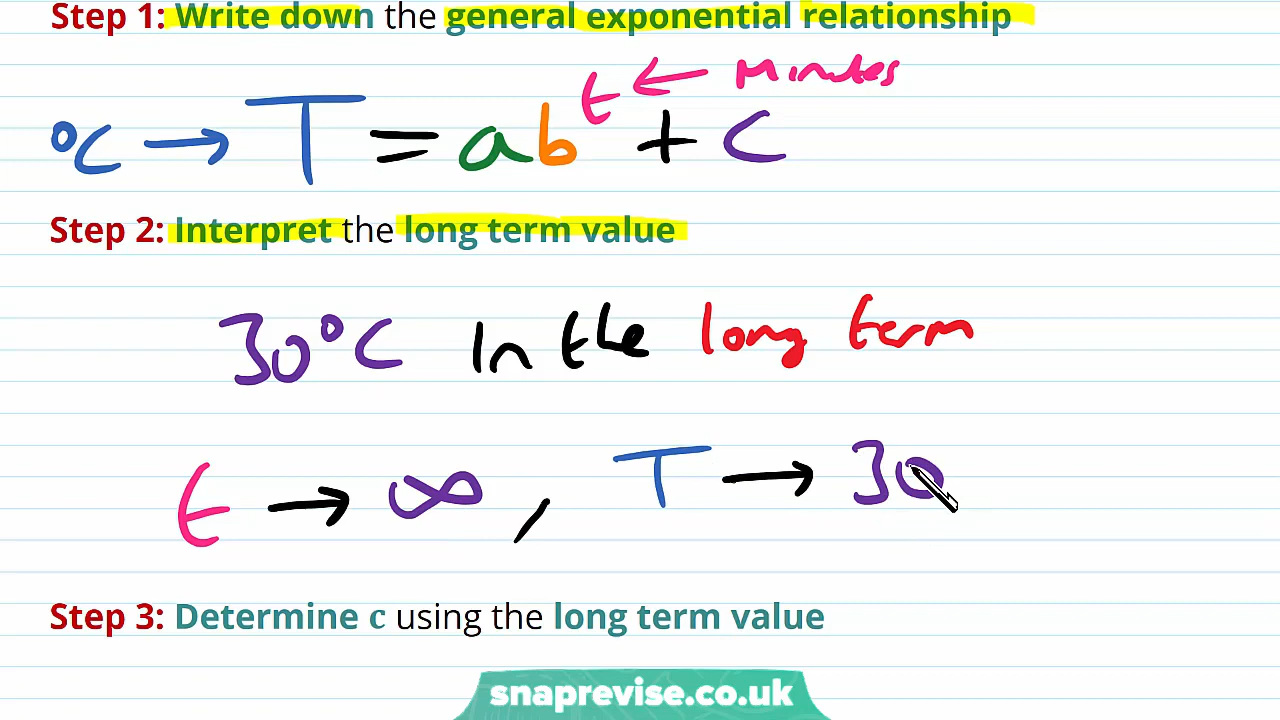 Step 1: Write down the general exponential relationship
°C → T = ab^t + c ← Minutes
Step 2: Interpret the long term value
30°C In the long term
t → ∞, T → 30
Step 3: Determine c using the long term value
snaprevise.co.uk